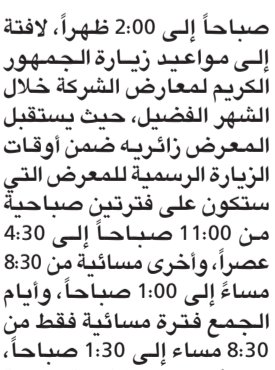 صباحاً إلى 2:00 ظهراً، لافتة
إلى مواعيد زيارة الجمهور
الكريم لمعارض الشركة خلال
الشهر الفضيل، حيث يستقبل
المعرض زائريه ضمن أوقات
الزيارة الرسمية للمعرض التي
ستكون على فترتين صباحية
من 11:00 صباحاً إلى 4:30
عصراً، وأخرى مسائية من 8:30
مساءً إلى 1:00 صباحاً، وأيام
الجمع فترة مسائية فقط من
8:30 مساء إلى 1:30 صباحاً،